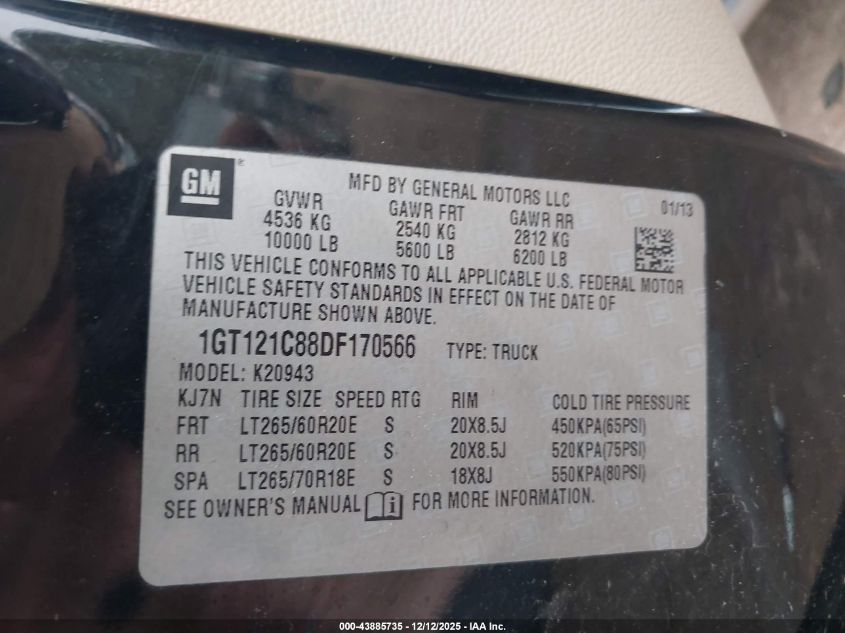 GM ®
MFD BY GENERAL MOTORS LLC
01/13
GVWR GAWR FRT GAWR RR
4536 KG 2540 KG 2812 KG
10000 LB 5600 LB 6200 LB
THIS VEHICLE CONFORMS TO ALL APPLICABLE U.S. FEDERAL MOTOR
VEHICLE SAFETY STANDARDS IN EFFECT ON THE DATE OF
MANUFACTURE SHOWN ABOVE.
1GT121C88DF170566 TYPE: TRUCK
MODEL: K20943
KJ7N TIRE SIZE SPEED RTG RIM COLD TIRE PRESSURE
FRT LT265/60R20E S 20X8.5J 450KPA(65PSI)
RR LT265/60R20E S 20X8.5J 520KPA(75PSI)
SPA LT265/70R18E S 18X8J 550KPA(80PSI)
SEE OWNER'S MANUAL i FOR MORE INFORMATION.
000-43885735 - 12/12/2025 - IAA Inc.